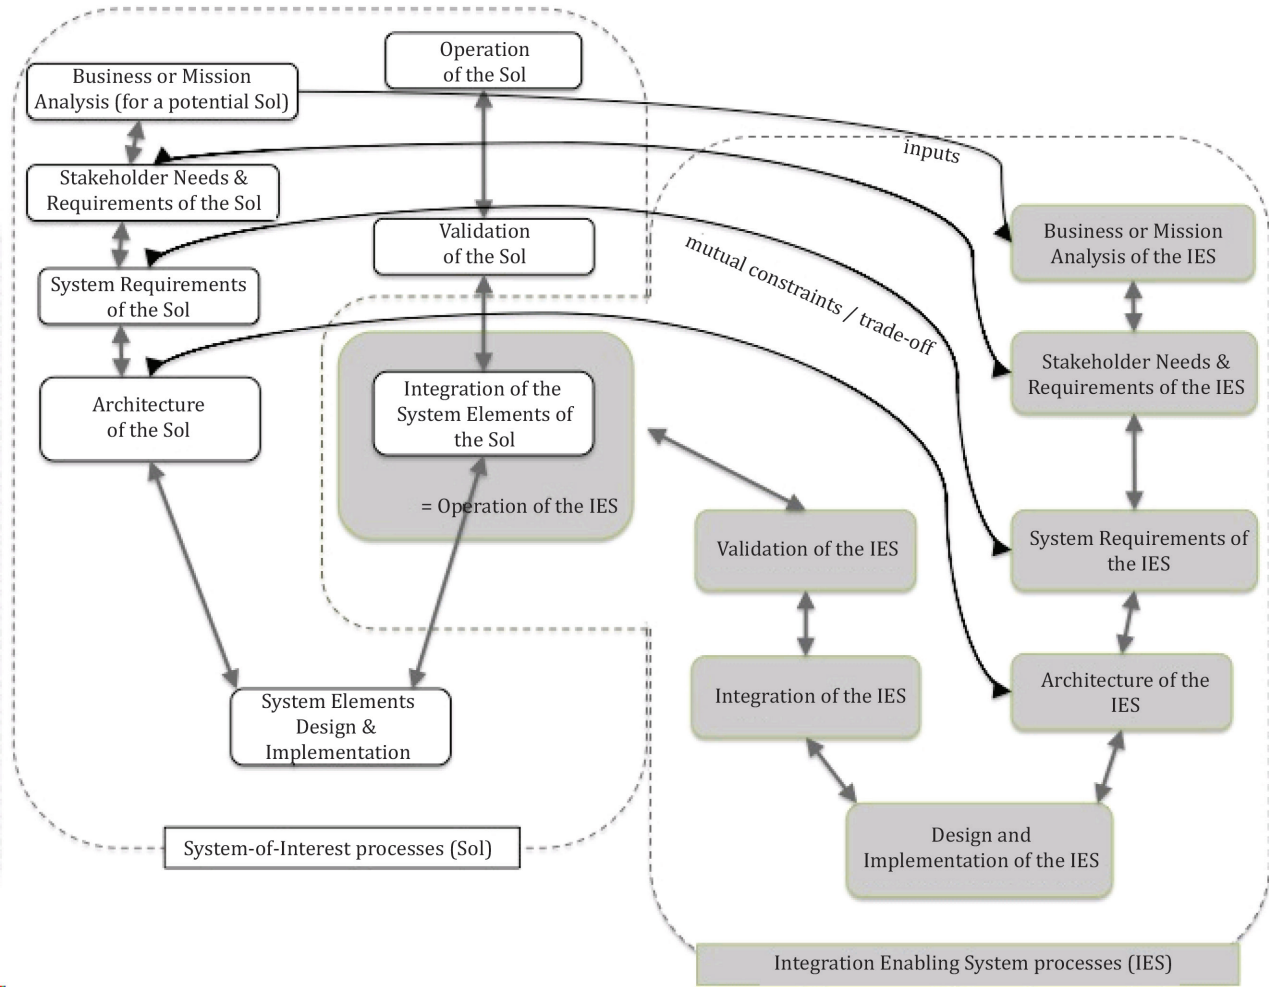 Business or Mission
Analysis (for a potential SoI)
Operation
of the SoI
inputs
Stakeholder Needs &
Requirements of the SoI
Validation
of the SoI
Business or Mission
Analysis of the IES
mutual constraints / trade-off
System Requirements
of the SoI
Stakeholder Needs &
Requirements of the IES
Architecture
of the SoI
Integration of the
System Elements of
the SoI
= Operation of the IES
Validation of the IES
System Requirements of
the IES
Integration of the IES
Architecture of the
IES
System Elements
Design &
Implementation
Design and
Implementation of the IES
System-of-Interest processes (SoI)
Integration Enabling System processes (IES)